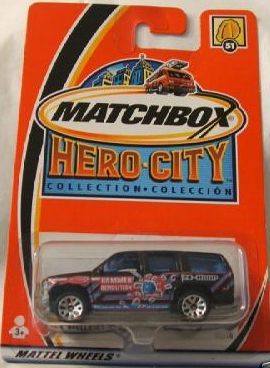 51
MATCHBOX
HERO-CITY
COLLECTION • COLECCIÓN
HAMMER
DEMOLITION
3+
MATTEL WHEELS